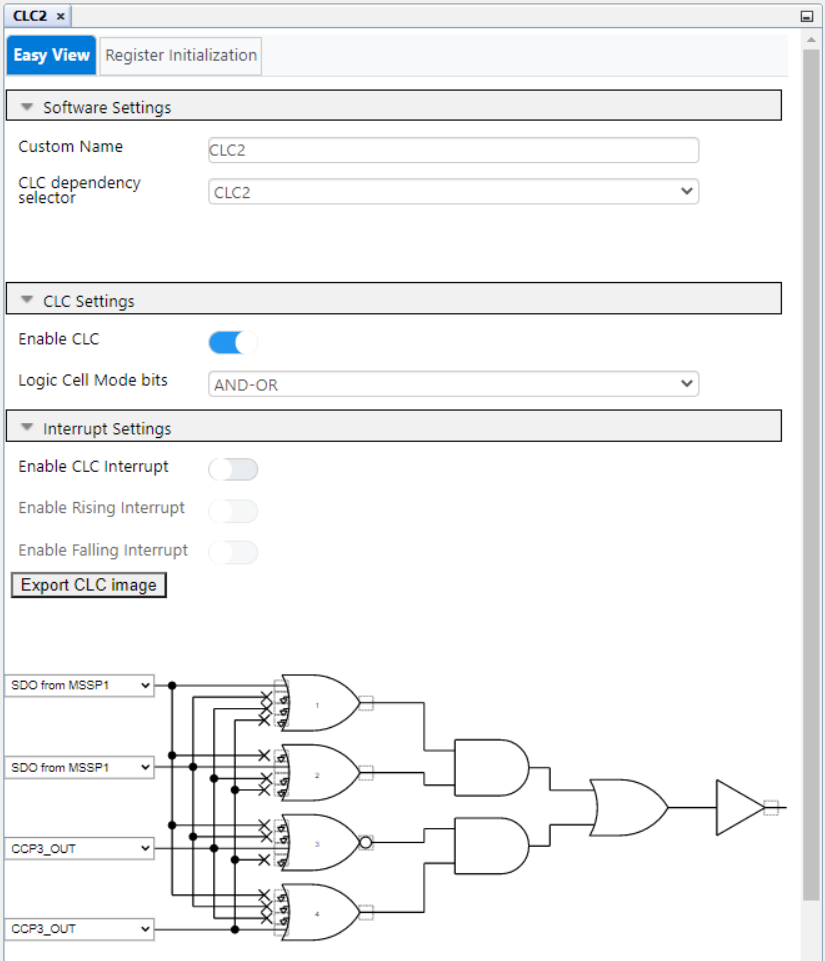 CLC2 ×
Easy View
Register Initialization
Software Settings
Custom Name
CLC2
CLC dependency
selector
CLC2
CLC Settings
Enable CLC
Logic Cell Mode bits
AND-OR
Interrupt Settings
Enable CLC Interrupt
Enable Rising Interrupt
Enable Falling Interrupt
Export CLC image
SDO from MSSP1
1
SDO from MSSP1
2
CCP3_OUT
3
CCP3_OUT
4